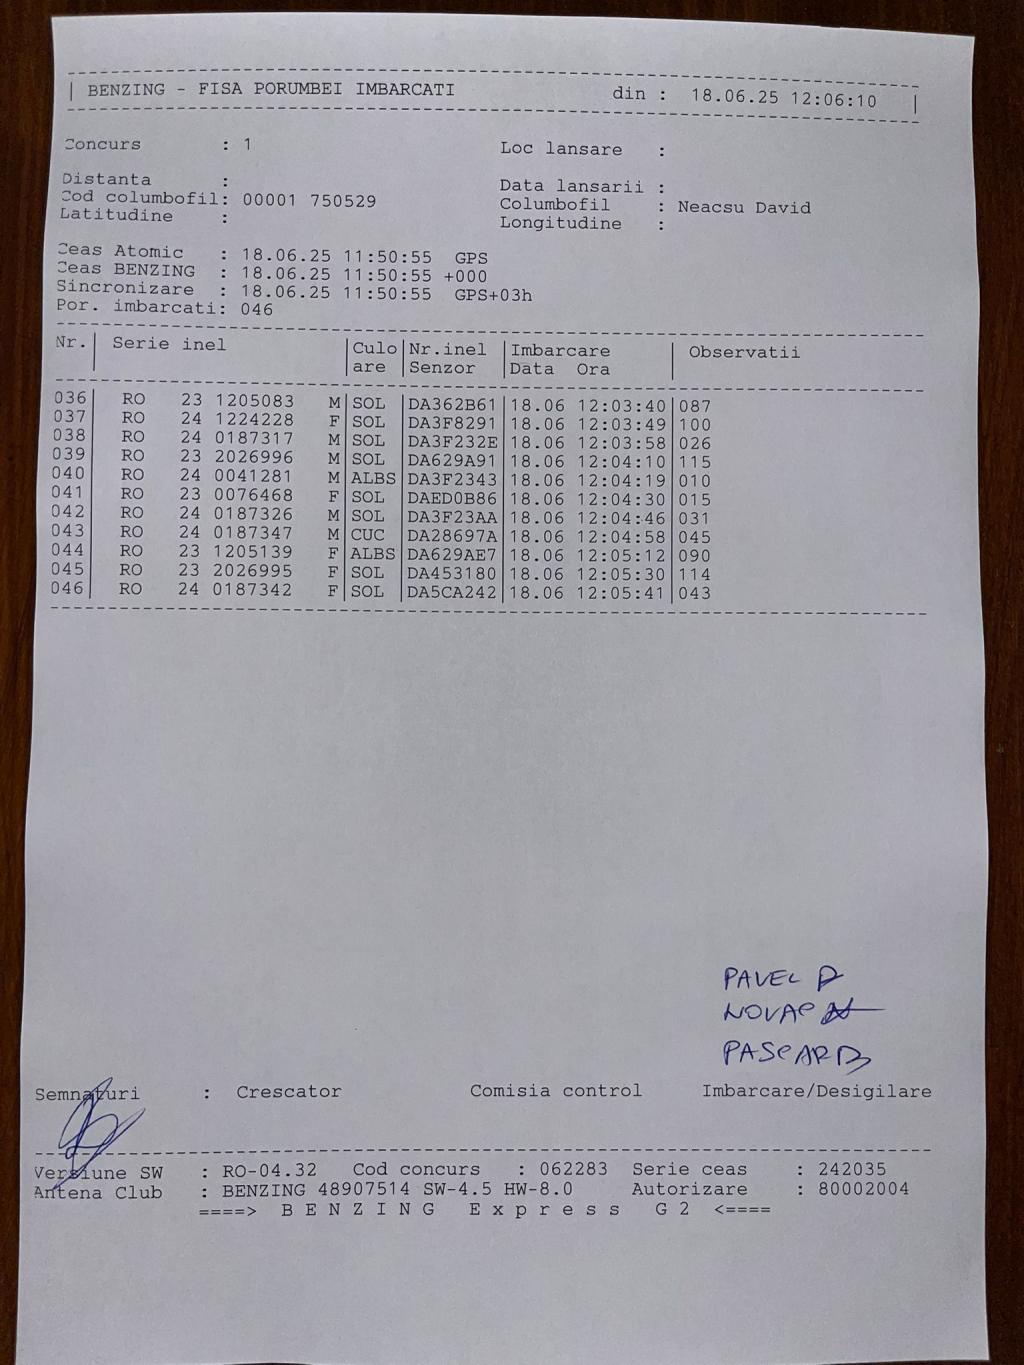 BENZING - FISA PORUMBEI IMBARCATI din : 18.06.25 12:06:10
Concurs : 1 Loc lansare :
Distanta : Data lansarii :
Cod columbofil: 00001 750529 Columbofil : Neacsu David
Latitudine : Longitudine :
Ceas Atomic : 18.06.25 11:50:55 GPS
Ceas BENZING : 18.06.25 11:50:55 +000
Sincronizare : 18.06.25 11:50:55 GPS+03h
Por. imbarcati: 046
Nr.| Serie inel |Culo|Nr.inel |Imbarcare | Observatii
are |Senzor |Data Ora
036| RO 23 1205083 M|SOL |DA362B61|18.06 12:03:40|087
037| RO 24 1224228 F|SOL |DA3F8291|18.06 12:03:49|100
038| RO 24 0187317 M|SOL |DA3F232E|18.06 12:03:58|026
039| RO 23 2026996 M|SOL |DA629A91|18.06 12:04:10|115
040| RO 24 0041281 M|ALBS|DA3F2343|18.06 12:04:19|010
041| RO 23 0076468 F|SOL |DAED0B86|18.06 12:04:30|015
042| RO 24 0187326 M|SOL |DA3F23AA|18.06 12:04:46|031
043| RO 24 0187347 M|CUC |DA28697A|18.06 12:04:58|045
044| RO 23 1205139 F|ALBS|DA629AE7|18.06 12:05:12|090
045| RO 23 2026995 F|SOL |DA453180|18.06 12:05:30|114
046| RO 24 0187342 F|SOL |DA5CA242|18.06 12:05:41|043
PAVEL
NOVAC
PASCAR
Semnaturi : Crescator Comisia control Imbarcare/Desigilare
Versiune SW : RO-04.32 Cod concurs : 062283 Serie ceas : 242035
Antena Club : BENZING 48907514 SW-4.5 HW-8.0 Autorizare : 80002004
====> B E N Z I N G E x p r e s s G 2 <====